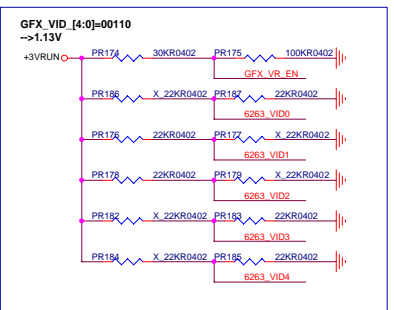 GFX_VID_[4:0]=00110
-->1.13V
+3VRUN PR174 30KR0402 PR175 100KR0402
GFX_VR_EN
PR186 X_22KR0402 PR187 22KR0402
6263_VID0
PR176 22KR0402 PR177 X_22KR0402
6263_VID1
PR178 22KR0402 PR179 X_22KR0402
6263_VID2
PR182 X_22KR0402 PR183 22KR0402
6263_VID3
PR184 X_22KR0402 PR185 22KR0402
6263_VID4